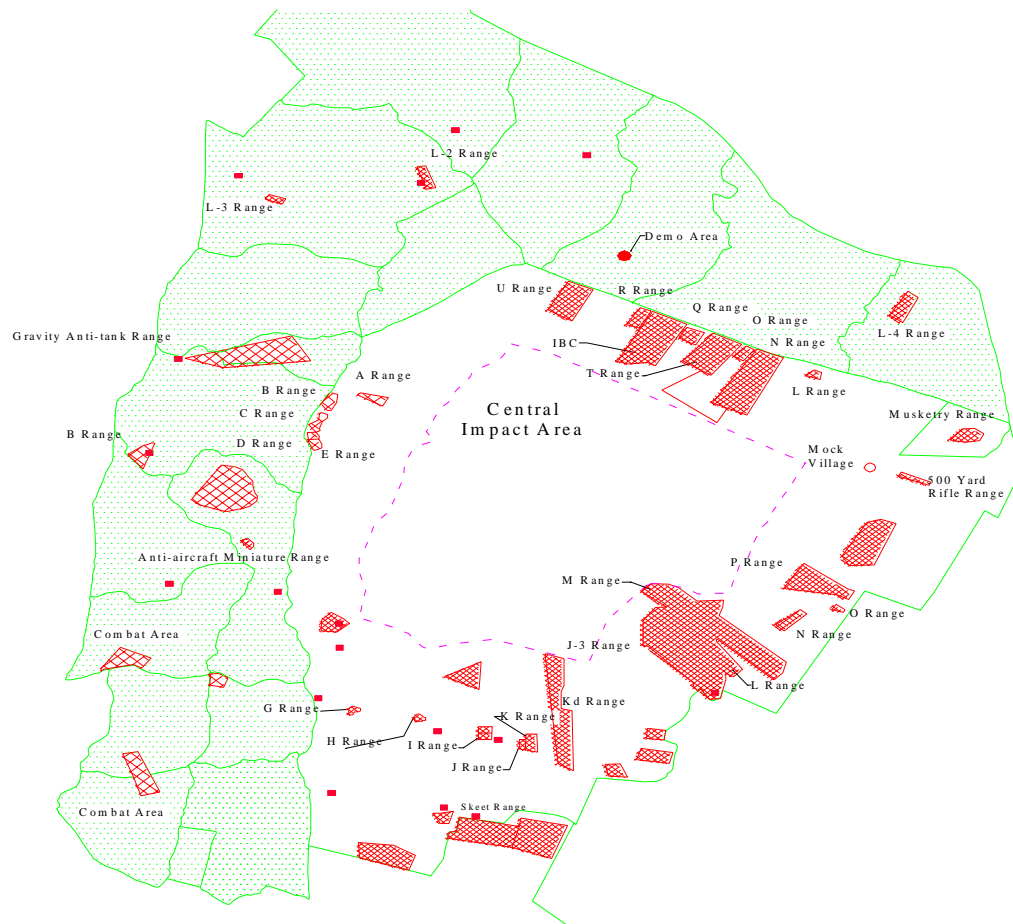 L-2 Range
L-3 Range
Demo Area
U Range
R Range
Q Range
O Range
N Range
L-4 Range
Gravity Anti-tank Range
IBC
T Range
L Range
A Range
B Range
C Range
Central
Impact Area
Musketry Range
B Range
D Range
E Range
Mock
Village
500 Yard
Rifle Range
Anti-aircraft Miniature Range
P Range
M Range
O Range
N Range
Combat Area
J-3 Range
L Range
Kd Range
G Range
K Range
H Range
I Range
J Range
Skeet Range
Combat Area